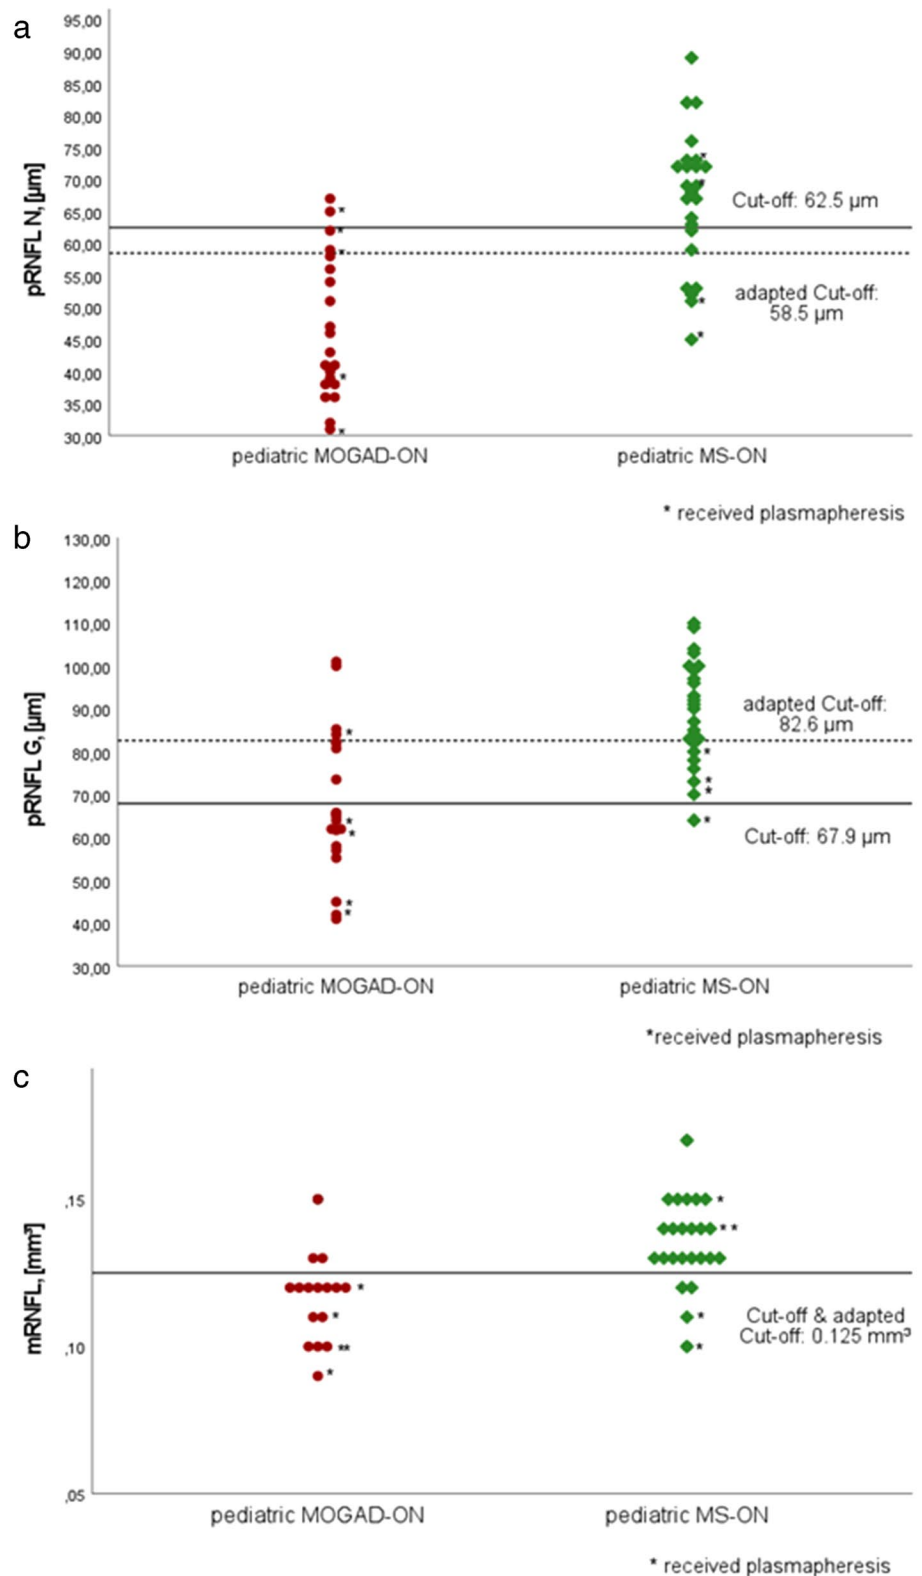 a
95,00
90,00
85,00
80,00
75,00
70,00
65,00
60,00
55,00
50,00
45,00
40,00
35,00
30,00
pRNFL N, [µm]
Cut-off: 62.5 µm
adapted Cut-off:
58.5 µm
pediatric MOGAD-ON
pediatric MS-ON
* received plasmapheresis
b
130,00
120,00
110,00
100,00
90,00
80,00
70,00
60,00
50,00
40,00
30,00
pRNFL G, [µm]
adapted Cut-off:
82.6 µm
Cut-off: 67.9 µm
pediatric MOGAD-ON
pediatric MS-ON
*received plasmapheresis
c
,15
,10
,05
mRNFL, [mm³]
Cut-off & adapted
Cut-off: 0.125 mm³
pediatric MOGAD-ON
pediatric MS-ON
* received plasmapheresis